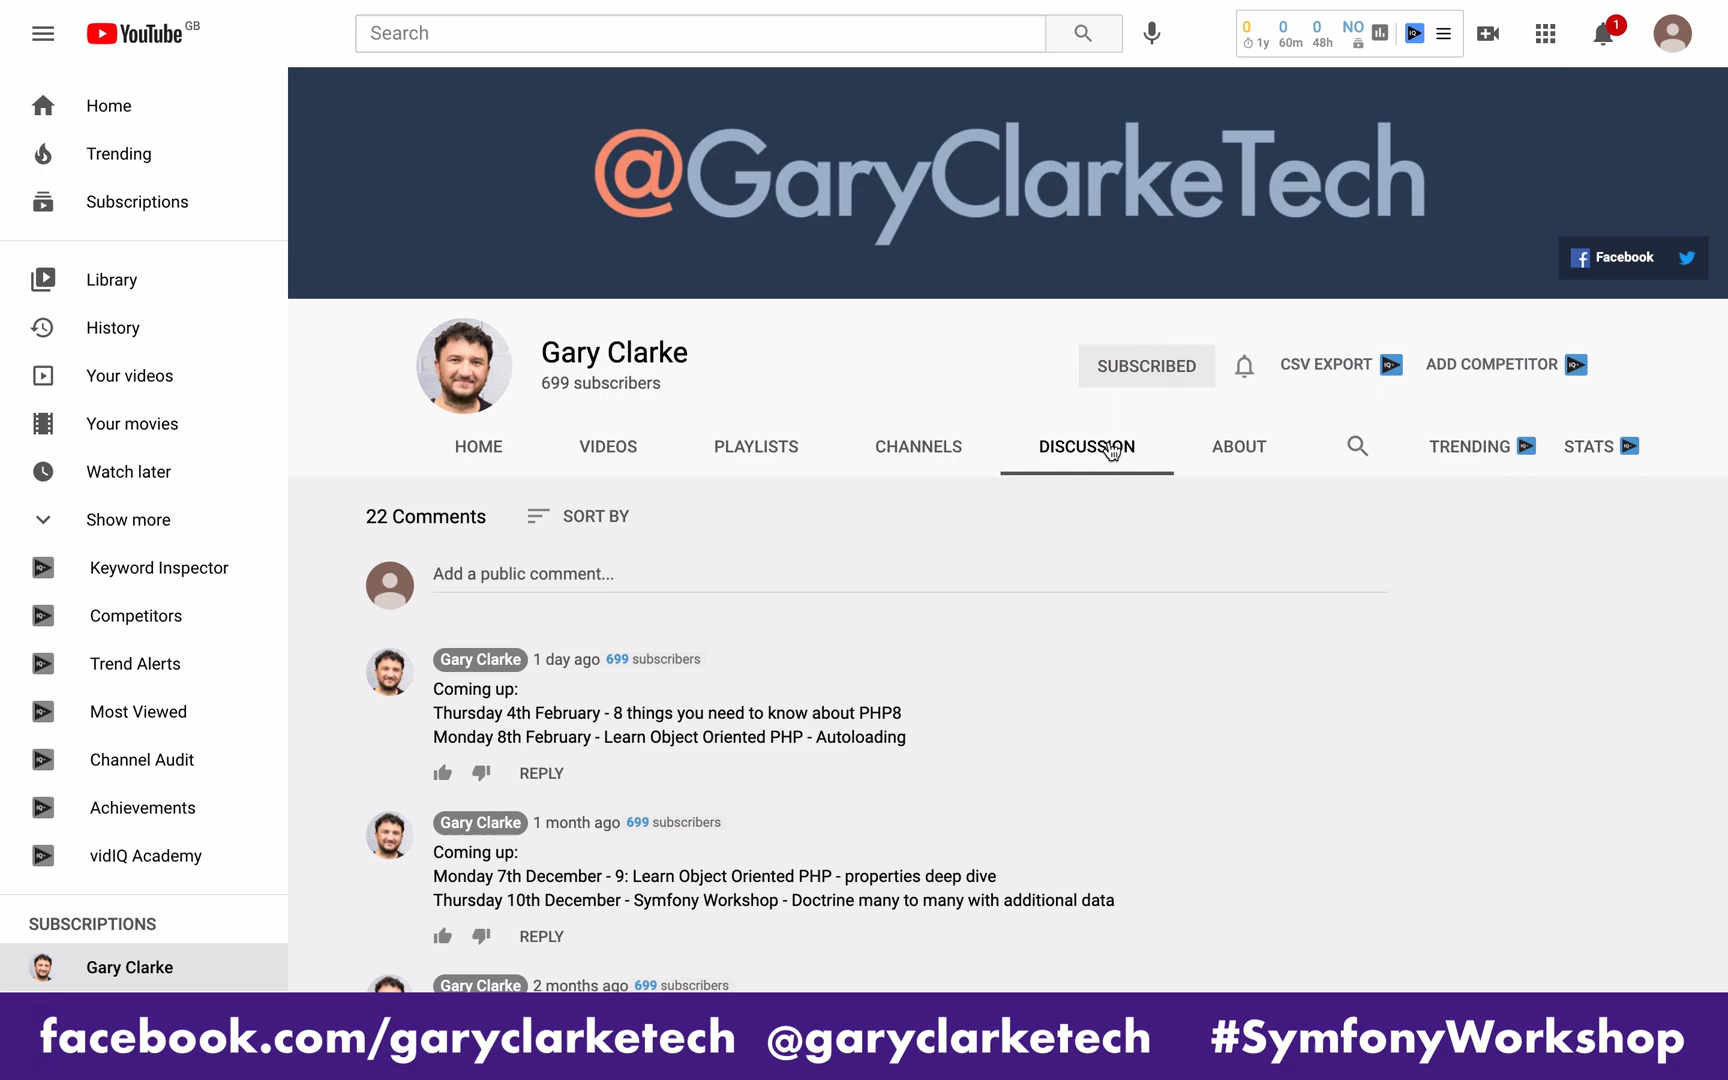 YouTube GB
Search
0 0 0 NO
1y 60m 48h
1
Home
Trending
Subscriptions
Library
History
Your videos
Your movies
Watch later
Show more
Keyword Inspector
Competitors
Trend Alerts
Most Viewed
Channel Audit
Achievements
vidIQ Academy
SUBSCRIPTIONS
Gary Clarke
@GaryClarkeTech
Facebook
Gary Clarke
699 subscribers
SUBSCRIBED
CSV EXPORT
ADD COMPETITOR
HOME VIDEOS PLAYLISTS CHANNELS DISCUSSION ABOUT TRENDING STATS
22 Comments SORT BY
Add a public comment...
Gary Clarke 1 day ago 699 subscribers
Coming up:
Thursday 4th February - 8 things you need to know about PHP8
Monday 8th February - Learn Object Oriented PHP - Autoloading
REPLY
Gary Clarke 1 month ago 699 subscribers
Coming up:
Monday 7th December - 9: Learn Object Oriented PHP - properties deep dive
Thursday 10th December - Symfony Workshop - Doctrine many to many with additional data
REPLY
Gary Clarke 2 months ago 699 subscribers
facebook.com/garyclarketech @garyclarketech #SymfonyWorkshop